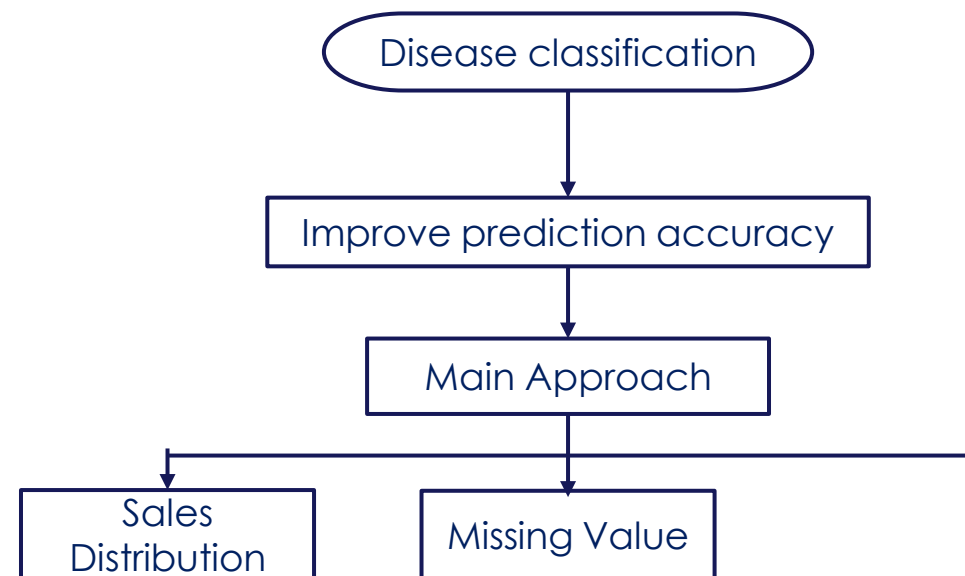 Disease classification
Improve prediction accuracy
Main Approach
Sales
Distribution
Missing Value